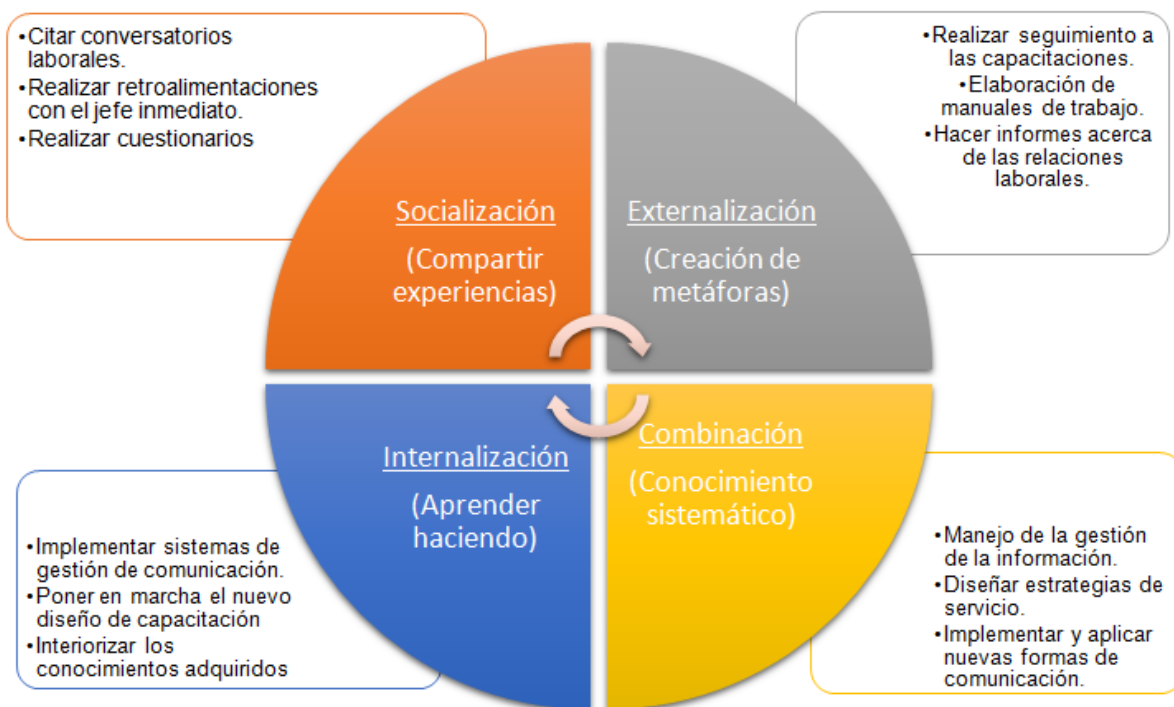 •Citar conversatorios
laborales.
•Realizar retroalimentaciones
con el jefe inmediato.
•Realizar cuestionarios
•Realizar seguimiento a
las capacitaciones.
•Elaboración de
manuales de trabajo.
•Hacer informes acerca
de las relaciones
laborales.
Socialización
(Compartir
experiencias)
Externalización
(Creación de
metáforas)
Internalización
(Aprender
haciendo)
Combinación
(Conocimiento
sistemático)
•Implementar sistemas de
gestión de comunicación.
•Poner en marcha el nuevo
diseño de capacitación
•Interiorizar los
conocimientos adquiridos
•Manejo de la gestión
de la información.
•Diseñar estrategias de
servicio.
•Implementar y aplicar
nuevas formas de
comunicación.